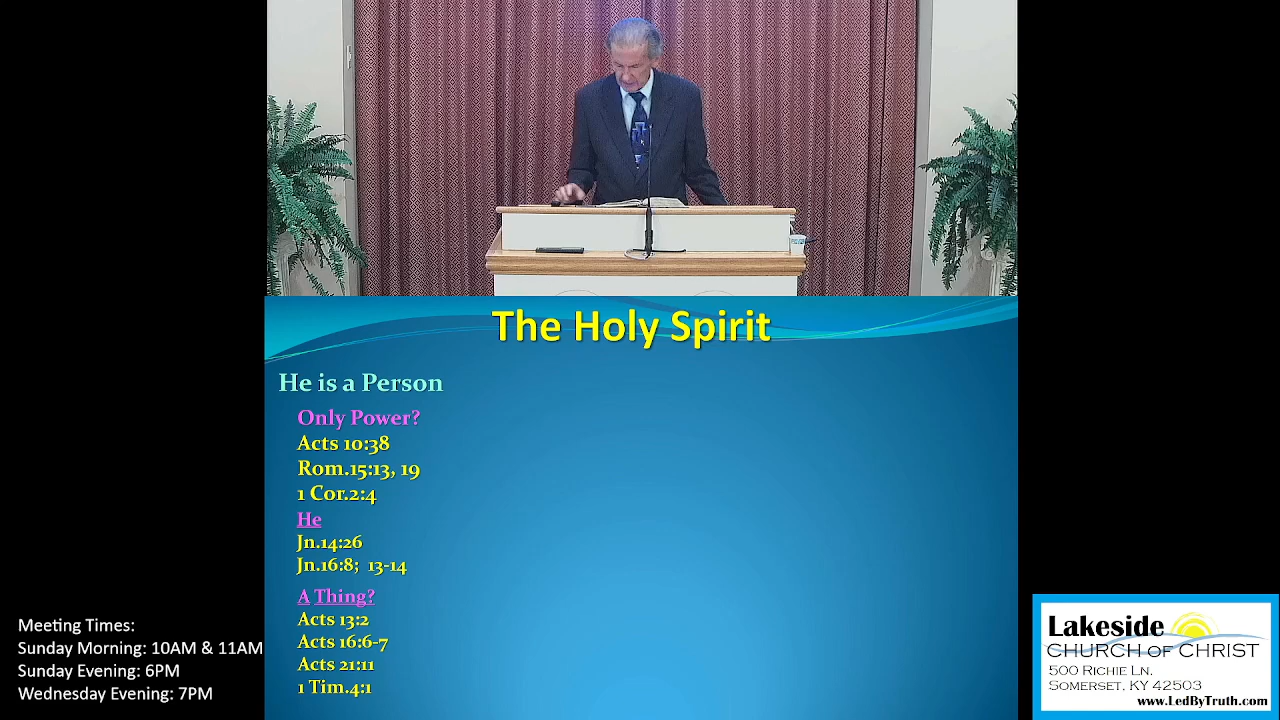 The Holy Spirit
He is a Person
Only Power?
Acts 10:38
Rom.15:13, 19
1 Cor.2:4
He
Jn.14:26
Jn.16:8;  13-14
A Thing?
Acts 13:2
Acts 16:6-7
Acts 21:11
1 Tim.4:1
Meeting Times:
Sunday Morning: 10AM & 11AM
Sunday Evening: 6PM
Wednesday Evening: 7PM
Lakeside
CHURCH OF CHRIST
500 RICHIE LN.
SOMERSET, KY 42503
www.LedByTruth.com